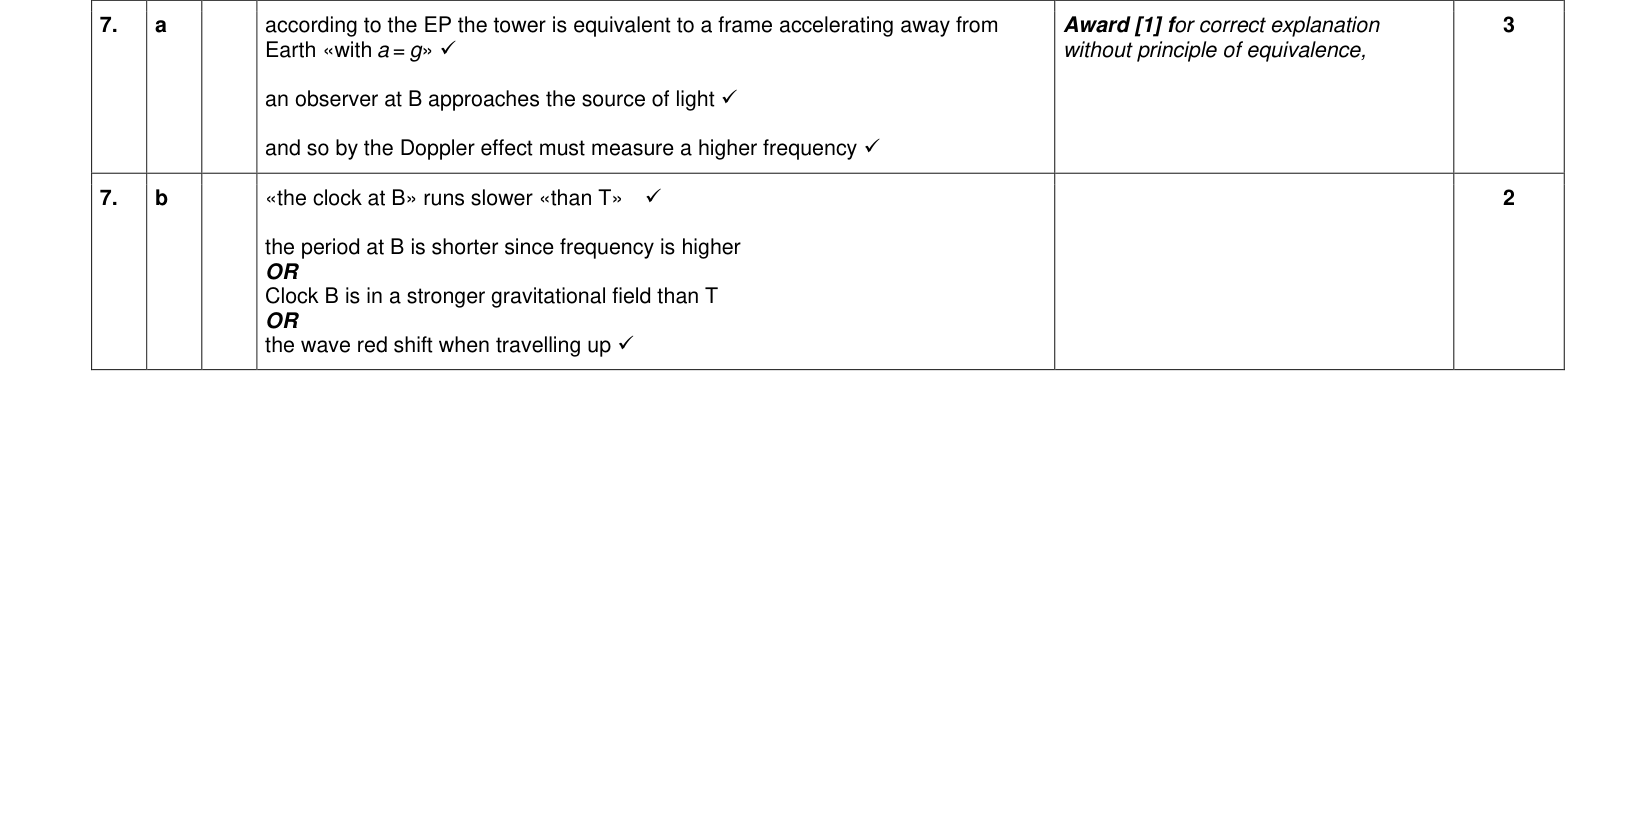 7. a according to the EP the tower is equivalent to a frame accelerating away from Award [1] for correct explanation 3
Earth «with a = g» ✓ without principle of equivalence,
an observer at B approaches the source of light ✓
and so by the Doppler effect must measure a higher frequency ✓
7. b «the clock at B» runs slower «than T» ✓ 2
the period at B is shorter since frequency is higher
OR
Clock B is in a stronger gravitational field than T
OR
the wave red shift when travelling up ✓